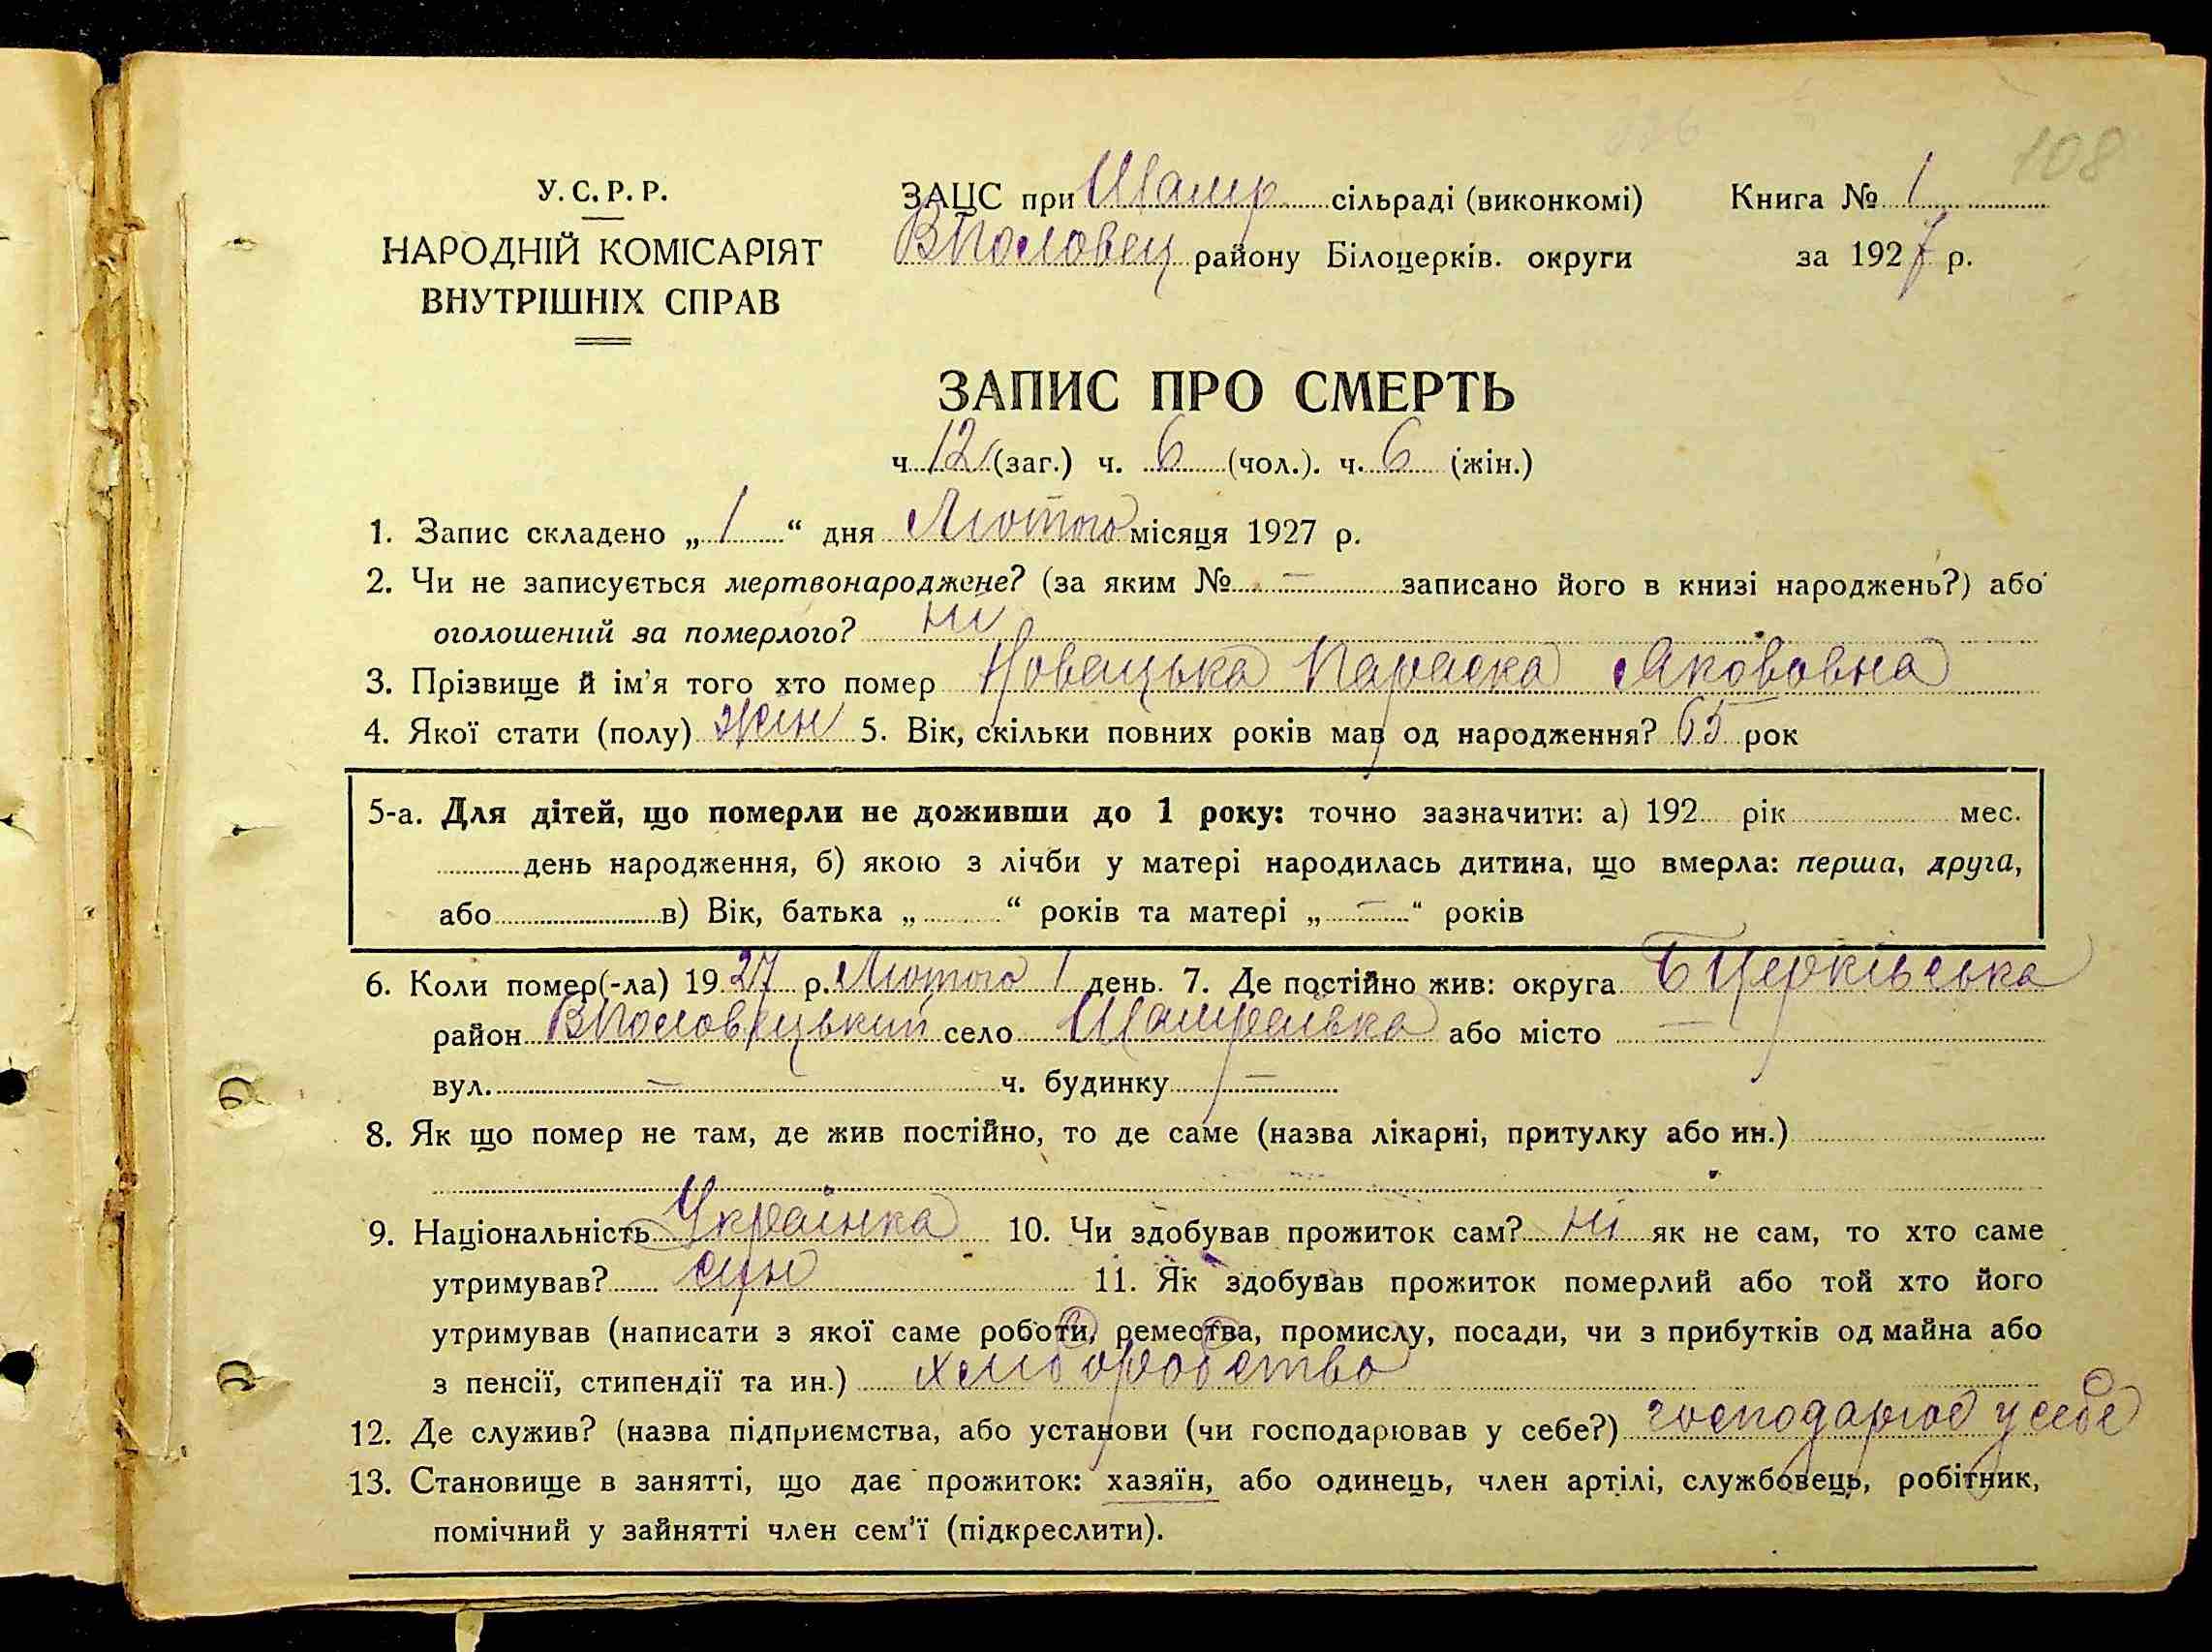 108
У.С.Р.Р.
НАРОДНІЙ КОМІСАРІЯТ
ВНУТРІШНІХ СПРАВ
ЗАЦС при Шамр сільраді (виконкомі)
ВПоловец району Білоцерків. округи
Книга № 1
за 1927 р.
ЗАПИС ПРО СМЕРТЬ
ч 12 (заг.) ч. 6 (чол.). ч. 6 (жін.)
1. Запис складено „ 1 “ дня Лютого місяця 1927 р.
2. Чи не записується мертвонароджене? (за яким № — записано його в книзі народжень?) або
оголошений за померлого? ні
3. Прізвище й ім'я того хто помер Новацька Параска Якововна
4. Якої стати (полу) жін 5. Вік, скільки повних років мав од народження? 65 рок
5-а. Для дітей, що померли не доживши до 1 року: точно зазначити: а) 192 рік мес.
день народження, б) якою з лічби у матері народилась дитина, що вмерла: перша, друга,
або в) Вік, батька „ “ років та матері „ — “ років
6. Коли помер(-ла) 1927 р. Лютого 1 день. 7. Де постійно жив: округа БЦерківська
район ВПоловецький село Шамраївка або місто —
вул. — ч. будинку —
8. Як що помер не там, де жив постійно, то де саме (назва лікарні, притулку або ин.)
9. Національність Українка 10. Чи здобував прожиток сам? ні як не сам, то хто саме
утримував? син 11. Як здобував прожиток померлий або той хто його
утримував (написати з якої саме роботи, ремества, промислу, посади, чи з прибутків од майна або
з пенсії, стипендії та ин.) хліборобство
12. Де служив? (назва підприємства, або установи (чи господарював у себе?) господарюв у себе
13. Становище в занятті, що дає прожиток: хазяїн, або одинець, член артілі, службовець, робітник,
помічний у зайнятті член сем'ї (підкреслити).